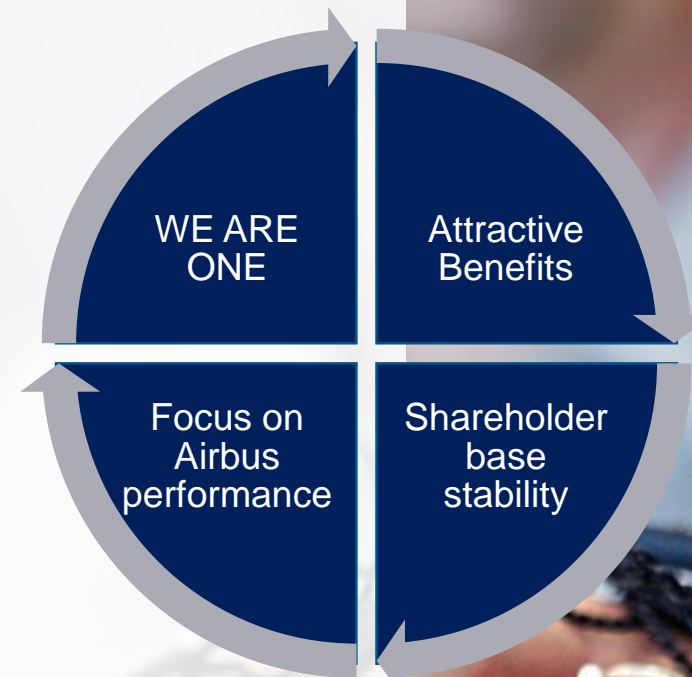 WE ARE
ONE
Attractive
Benefits
Focus on
Airbus
performance
Shareholder
base
stability